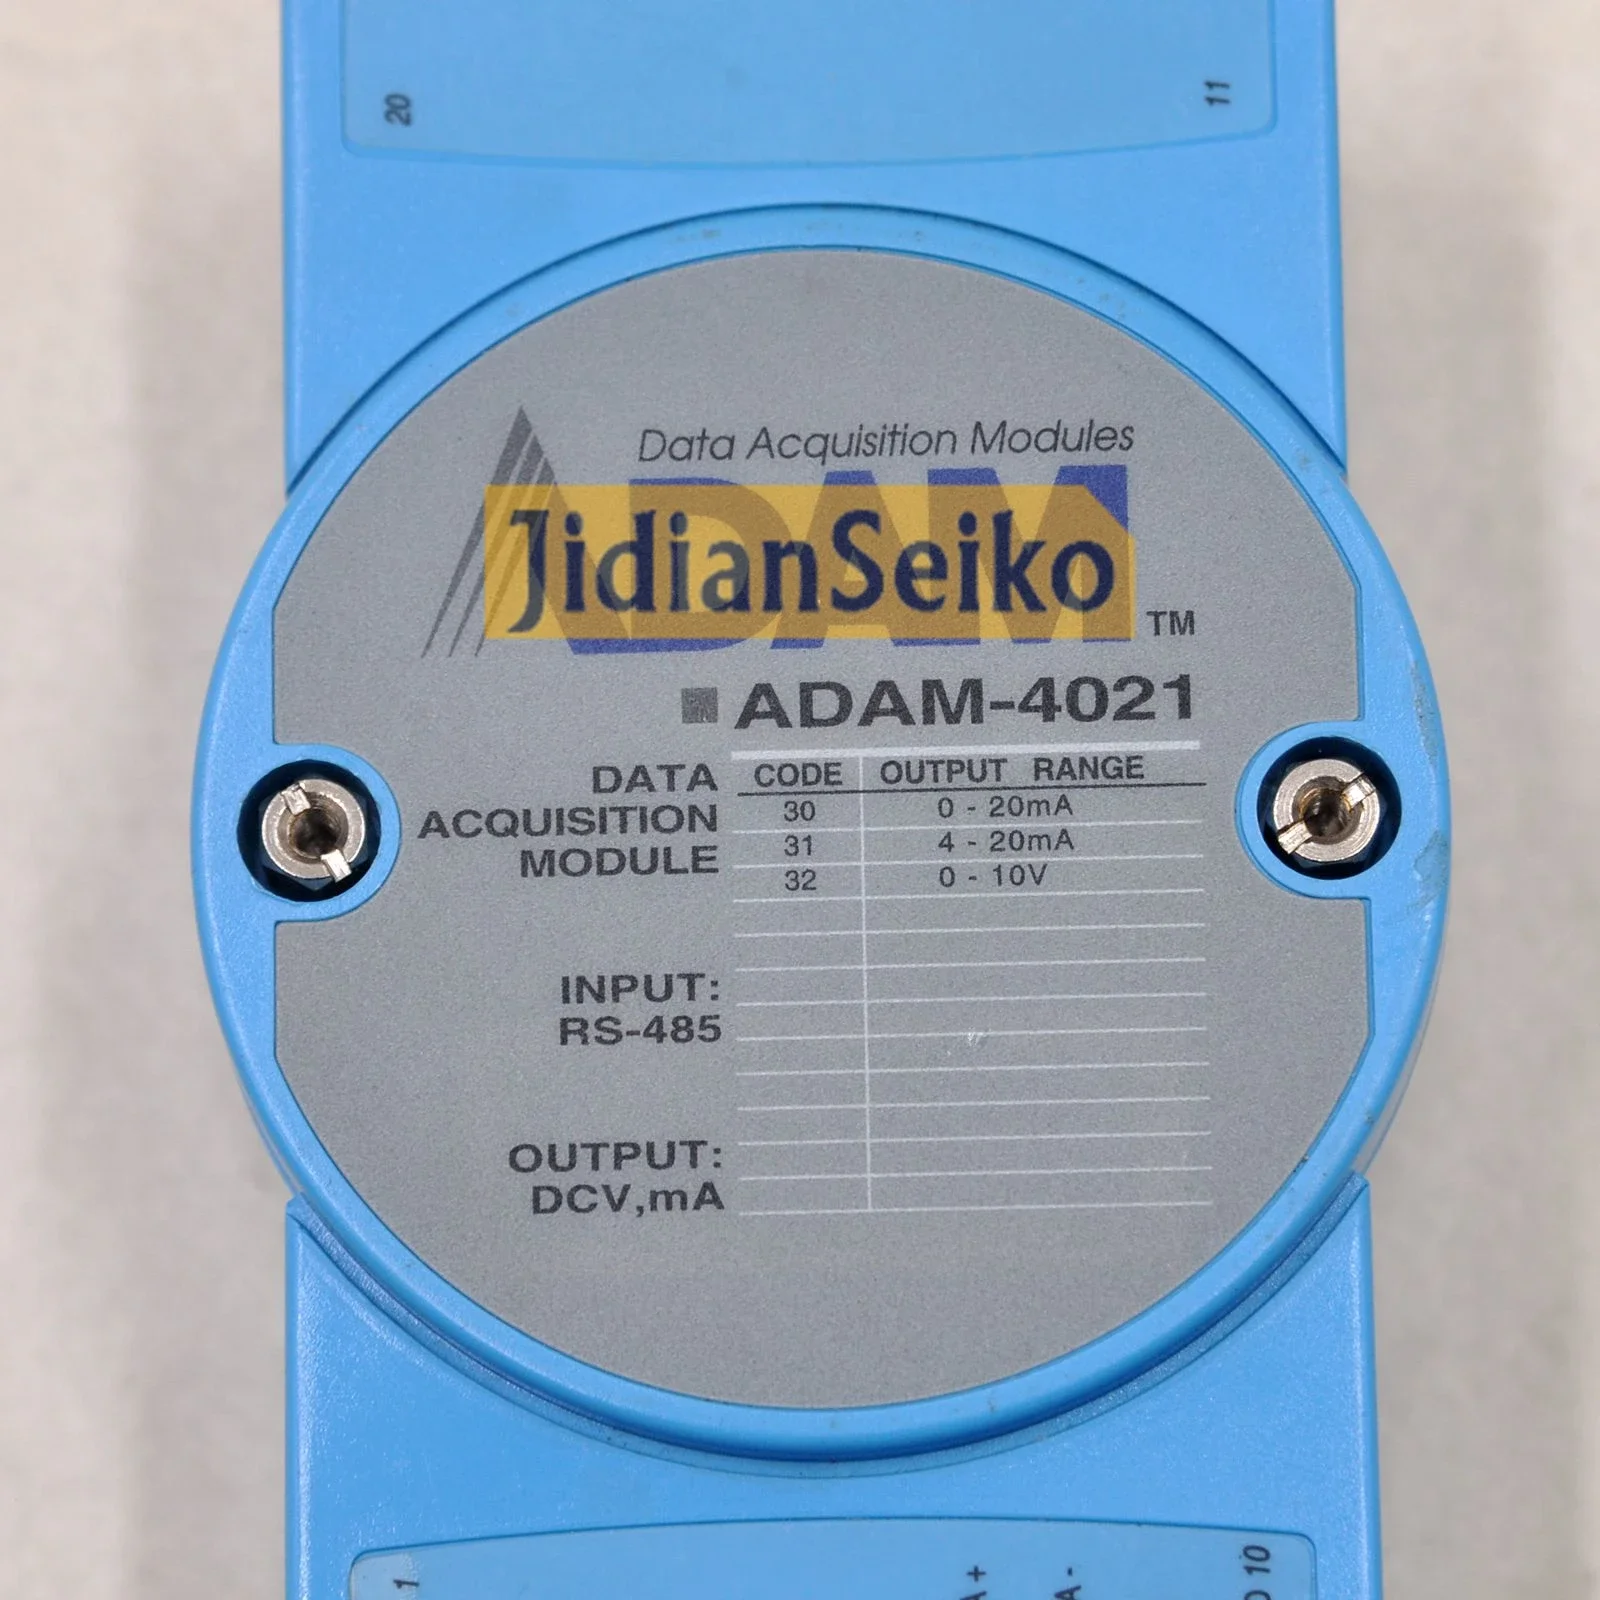 20
11
Data Acquisition Modules
ADAM
JidianSeiko
TM
ADAM-4021
DATA
ACQUISITION
MODULE
CODE OUTPUT RANGE
30 0 - 20mA
31 4 - 20mA
32 0 - 10V
INPUT:
RS-485
OUTPUT:
DCV,mA
1
A+
A-
10